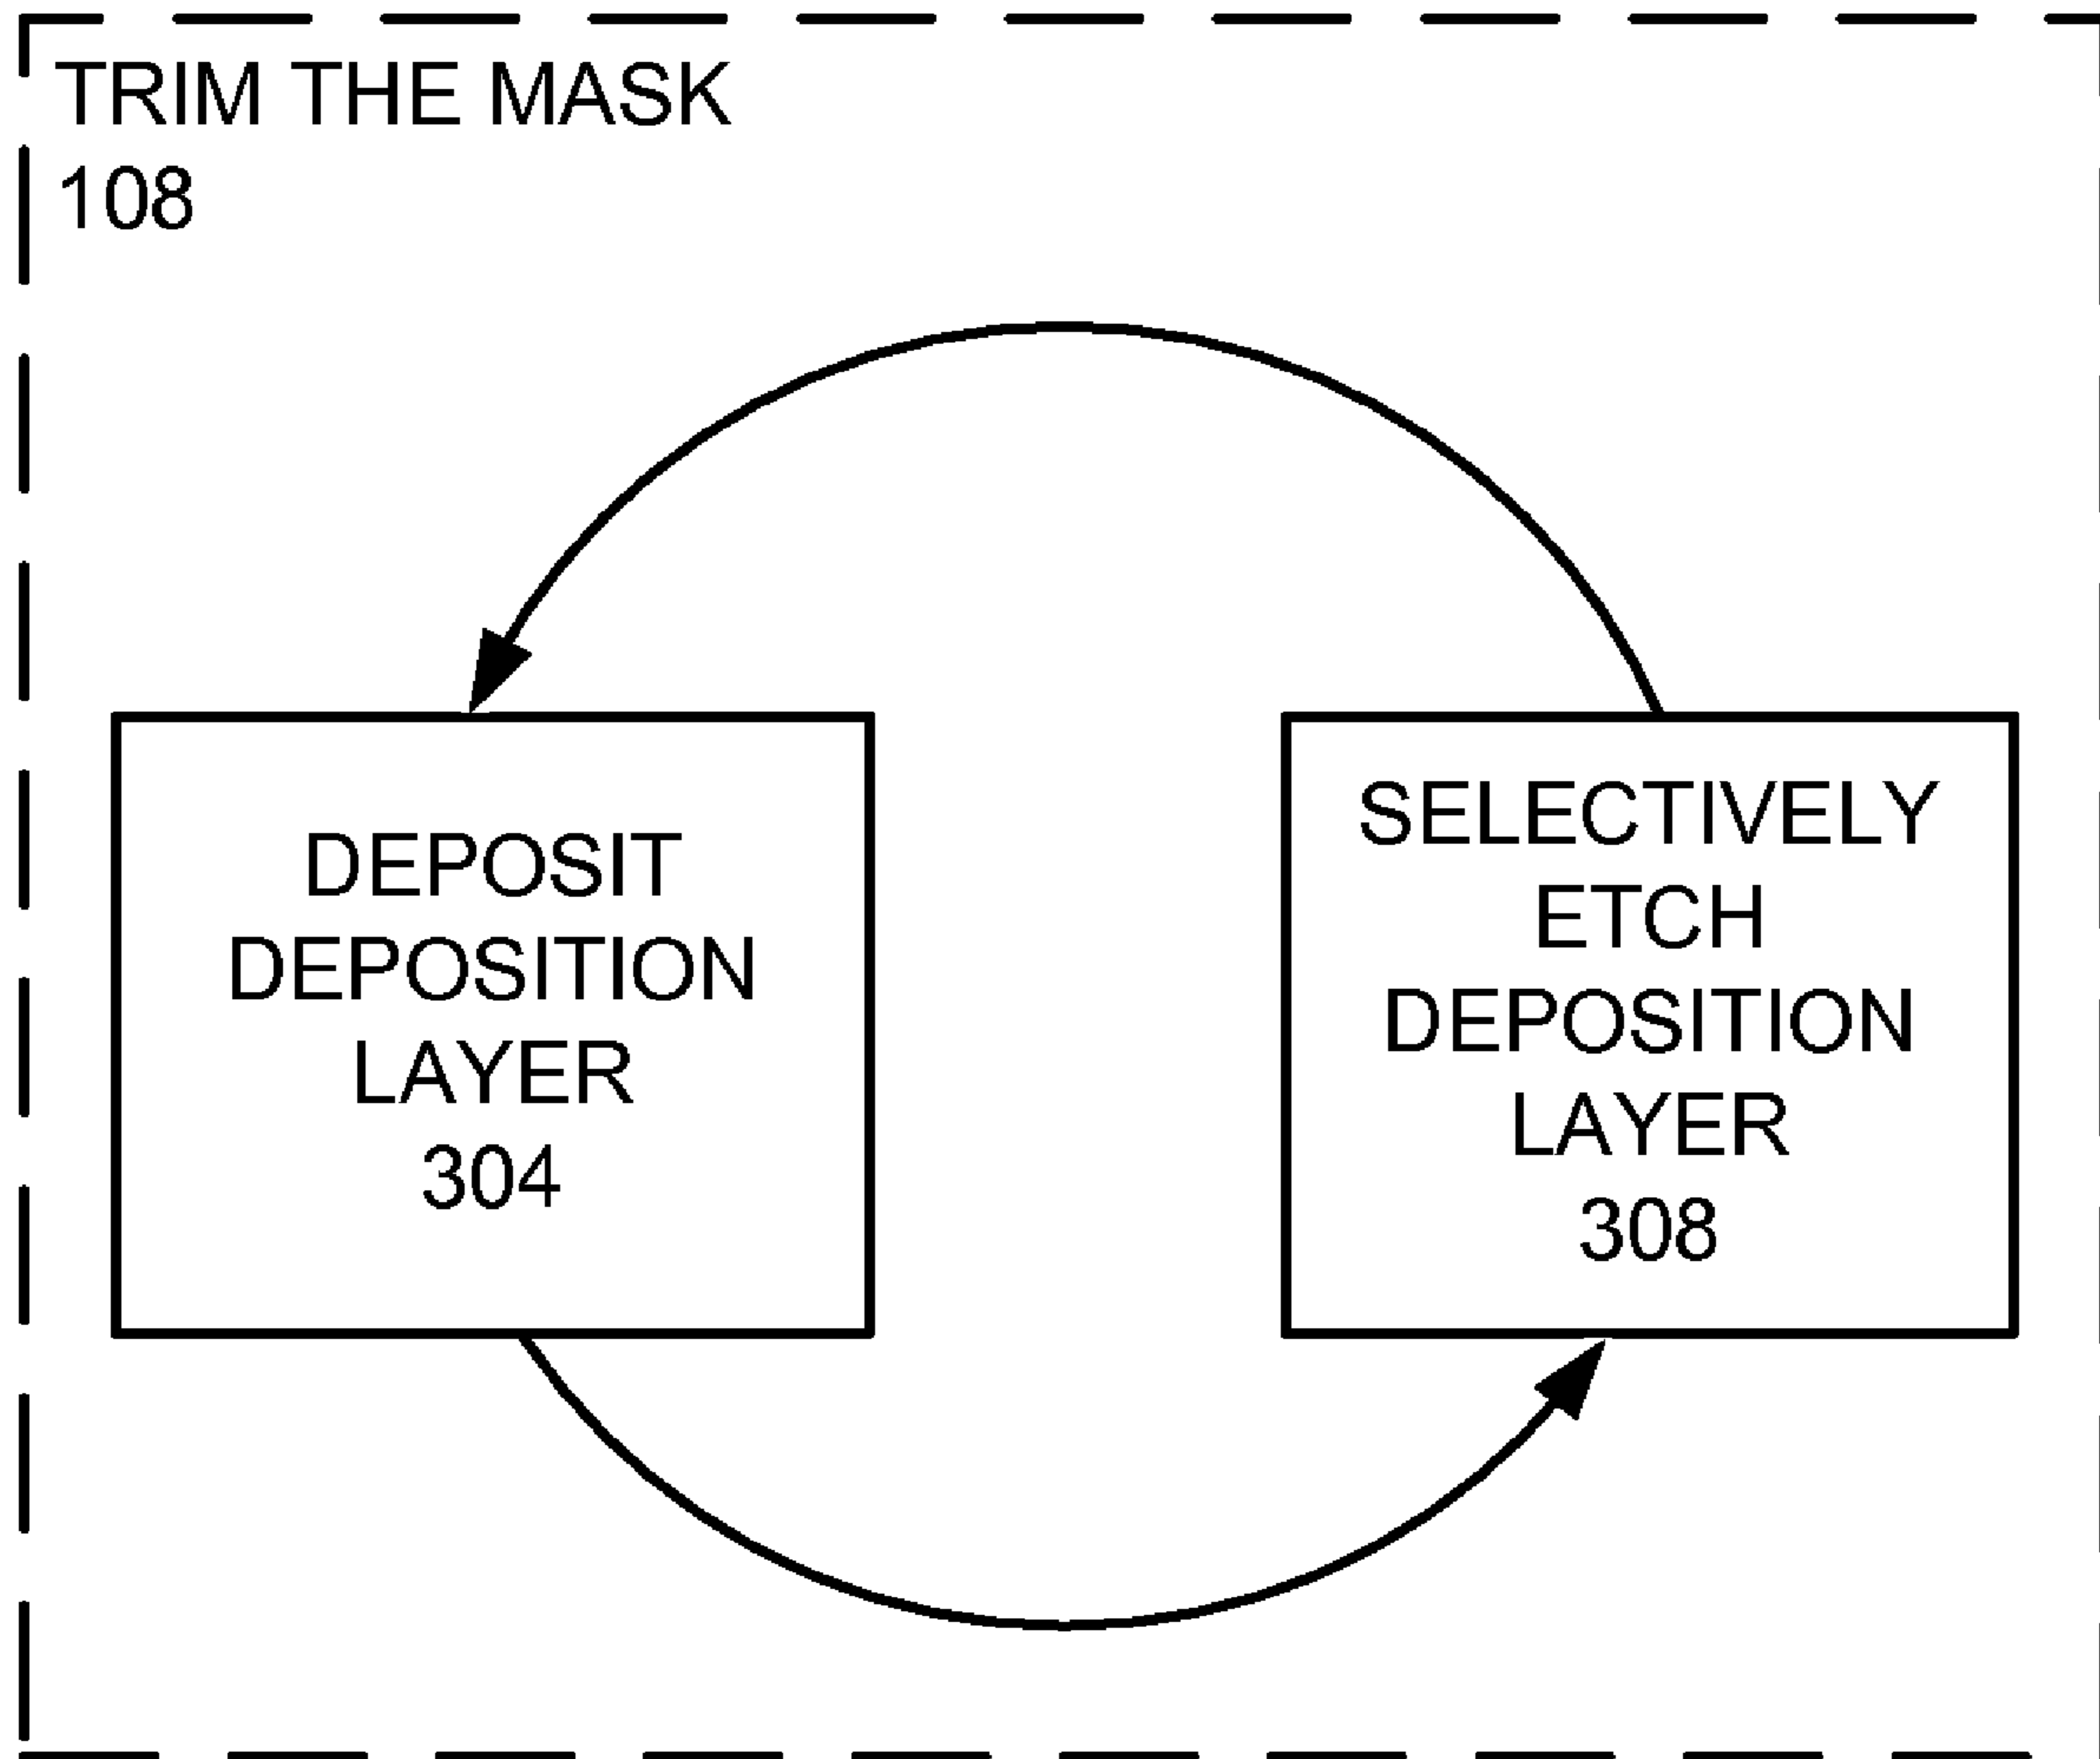 TRIM THE MASK
108
DEPOSIT
DEPOSITION
LAYER
304
SELECTIVELY
ETCH
DEPOSITION
LAYER
308